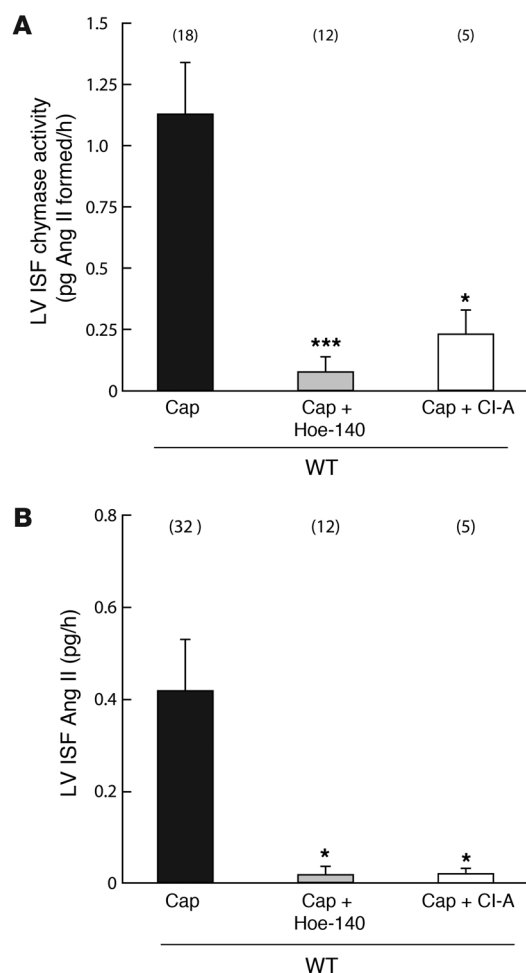 A
LV ISF chymase activity
(pg Ang II formed/h)
1.5
1.25
1.0
0.75
0.5
0.25
0
(18)
(12)
(5)
***
*
Cap
Cap +
Hoe-140
Cap + CI-A
WT
B
LV ISF Ang II (pg/h)
0.8
0.6
0.4
0.2
0
(32 )
(12)
(5)
*
*
Cap
Cap +
Hoe-140
Cap + CI-A
WT